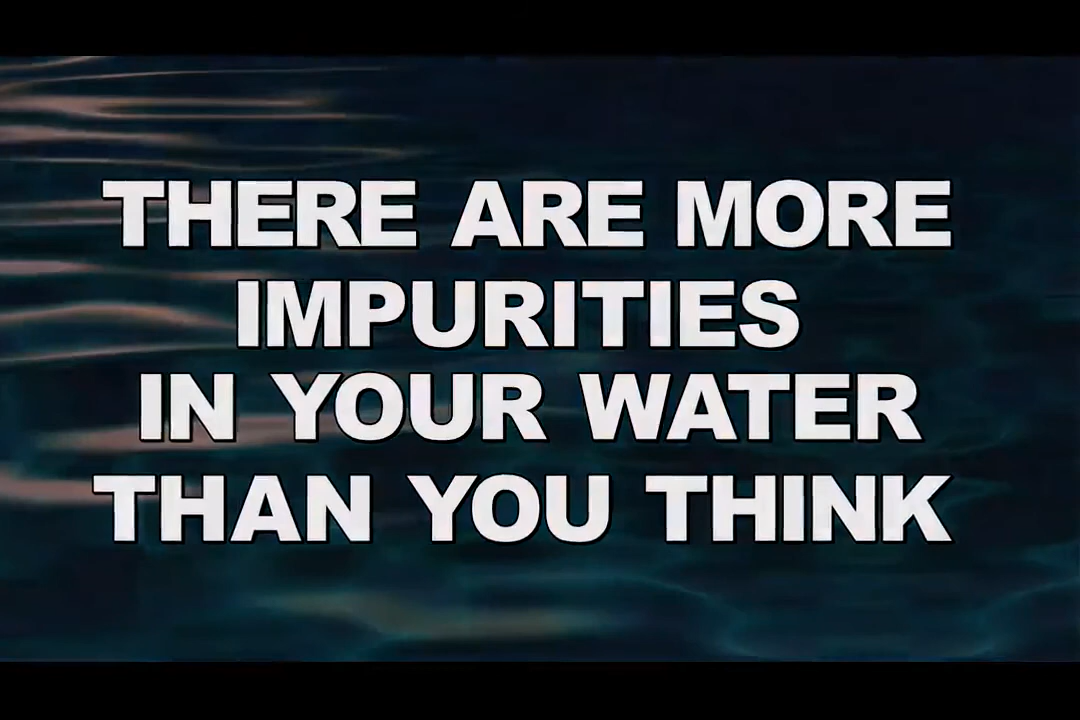 THERE ARE MORE
IMPURITIES
IN YOUR WATER
THAN YOU THINK